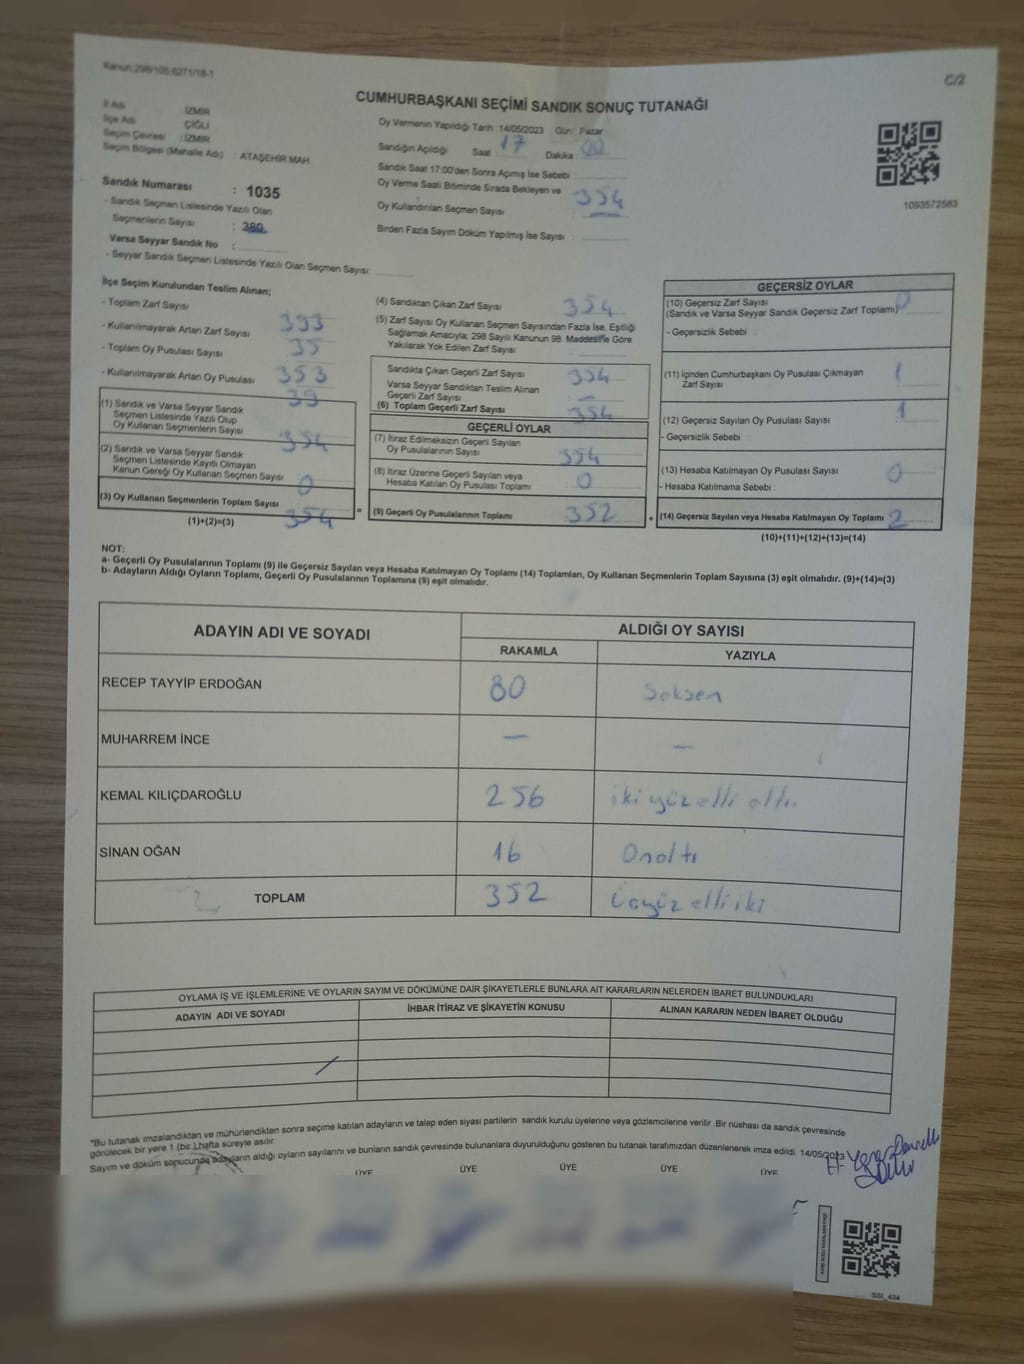 Kanun:298/105,6271/18-1
C/2
CUMHURBAŞKANI SEÇİMİ SANDIK SONUÇ TUTANAĞI
İl Adı : İZMİR
İlçe Adı : ÇİĞLİ
Seçim Çevresi : İZMİR
Seçim Bölgesi (Mahalle Adı) : ATAŞEHİR MAH.
Sandık Numarası : 1035
- Sandık Seçmen Listesinde Yazılı Olan
Seçmenlerin Sayısı : 380
Varsa Seyyar Sandık No :
- Seyyar Sandık Seçmen Listesinde Yazılı Olan Seçmen Sayısı:
Oy Vermenin Yapıldığı Tarih :14/05/2023 Gün : Pazar
Sandığın Açıldığı Saat 17 Dakika : 00
Sandık Saat 17:00'den Sonra Açımış İse Sebebi
Oy Verme Saati Bitiminde Sırada Bekleyen ve
Oy Kullandırılan Seçmen Sayısı : 354
Birden Fazla Sayım Döküm Yapılmış İse Sayısı :
1093572563
İlçe Seçim Kurulundan Teslim Alınan;
- Toplam Zarf Sayısı 393
- Kullanılmayarak Artan Zarf Sayısı 35
- Toplam Oy Pusulası Sayısı 353
- Kullanılmayarak Artan Oy Pusulası 39
(1) Sandık ve Varsa Seyyar Sandık
Seçmen Listesinde Yazılı Olup
Oy Kullanan Seçmenlerin Sayısı 354
(2) Sandık ve Varsa Seyyar Sandık
Seçmen Listesinde Kayıtlı Olmayan
Kanun Gereği Oy Kullanan Seçmen Sayısı 0
(3) Oy Kullanan Seçmenlerin Toplam Sayısı 354
(1)+(2)=(3)
=
(4) Sandıktan Çıkan Zarf Sayısı 354
(5) Zarf Sayısı Oy Kullanan Seçmen Sayısından Fazla İse, Eşitliği
Sağlamak Amacıyla; 298 Sayılı Kanunun 98. Maddesine Göre
Yakılarak Yok Edilen Zarf Sayısı
Sandıkta Çıkan Geçerli Zarf Sayısı 354
Varsa Seyyar Sandıktan Teslim Alınan
Geçerli Zarf Sayısı : —
(6) Toplam Geçerli Zarf Sayısı 354
GEÇERLİ OYLAR
(7) İtiraz Edilmeksizin Geçerli Sayılan
Oy Pusulalarının Sayısı 354
(8) İtiraz Üzerine Geçerli Sayılan veya
Hesaba Katılan Oy Pusulası Toplamı 0
(9) Geçerli Oy Pusulalarının Toplamı 352
+
GEÇERSİZ OYLAR
(10) Geçersiz Zarf Sayısı
(Sandık ve Varsa Seyyar Sandık Geçersiz Zarf Toplamı) 0
- Geçersizlik Sebebi :
(11) İçinden Cumhurbaşkanı Oy Pusulası Çıkmayan
Zarf Sayısı 1
(12) Geçersiz Sayılan Oy Pusulası Sayısı 1
- Geçersizlik Sebebi :
(13) Hesaba Katılmayan Oy Pusulası Sayısı 0
- Hesaba Katılmama Sebebi :
(14) Geçersiz Sayılan veya Hesaba Katılmayan Oy Toplamı 2
(10)+(11)+(12)+(13)=(14)
NOT:
a- Geçerli Oy Pusulalarının Toplamı (9) ile Geçersiz Sayılan veya Hesaba Katılmayan Oy Toplamı (14) Toplamları, Oy Kullanan Seçmenlerin Toplam Sayısına (3) eşit olmalıdır. (9)+(14)=(3)
b- Adayların Aldığı Oyların Toplamı, Geçerli Oy Pusulalarının Toplamına (9) eşit olmalıdır.
ADAYIN ADI VE SOYADI
ALDIĞI OY SAYISI
RAKAMLA YAZIYLA
RECEP TAYYİP ERDOĞAN 80 Seksen
MUHARREM İNCE — —
KEMAL KILIÇDAROĞLU 256 iki yüz elli altı
SİNAN OĞAN 16 Onaltı
TOPLAM 352 Üçyüz elli iki
OYLAMA İŞ VE İŞLEMLERİNE VE OYLARIN SAYIM VE DÖKÜMÜNE DAİR ŞİKAYETLERLE BUNLARA AİT KARARLARIN NELERDEN İBARET BULUNDUKLARI
ADAYIN ADI VE SOYADI İHBAR İTİRAZ VE ŞİKAYETİN KONUSU ALINAN KARARIN NEDEN İBARET OLDUĞU
"Bu tutanak imzalandıktan ve mühürlendikten sonra seçime katılan adayların ve talep eden siyasi partilerin sandık kurulu üyelerine veya gözlemcilerine verilir .Bir nüshası da sandık çevresinde
görülecek bir yere 1 (bir ) hafta süreyle asılır.
Sayım ve döküm sonucunda adayların aldığı oyların sayılarını ve bunların sandık çevresinde bulunanlara duyurulduğunu gösteren bu tutanak tarafımızdan düzenlenerek imza edildi. 14/05/2023
ÜYE ÜYE ÜYE ÜYE ÜYE
SSI_404